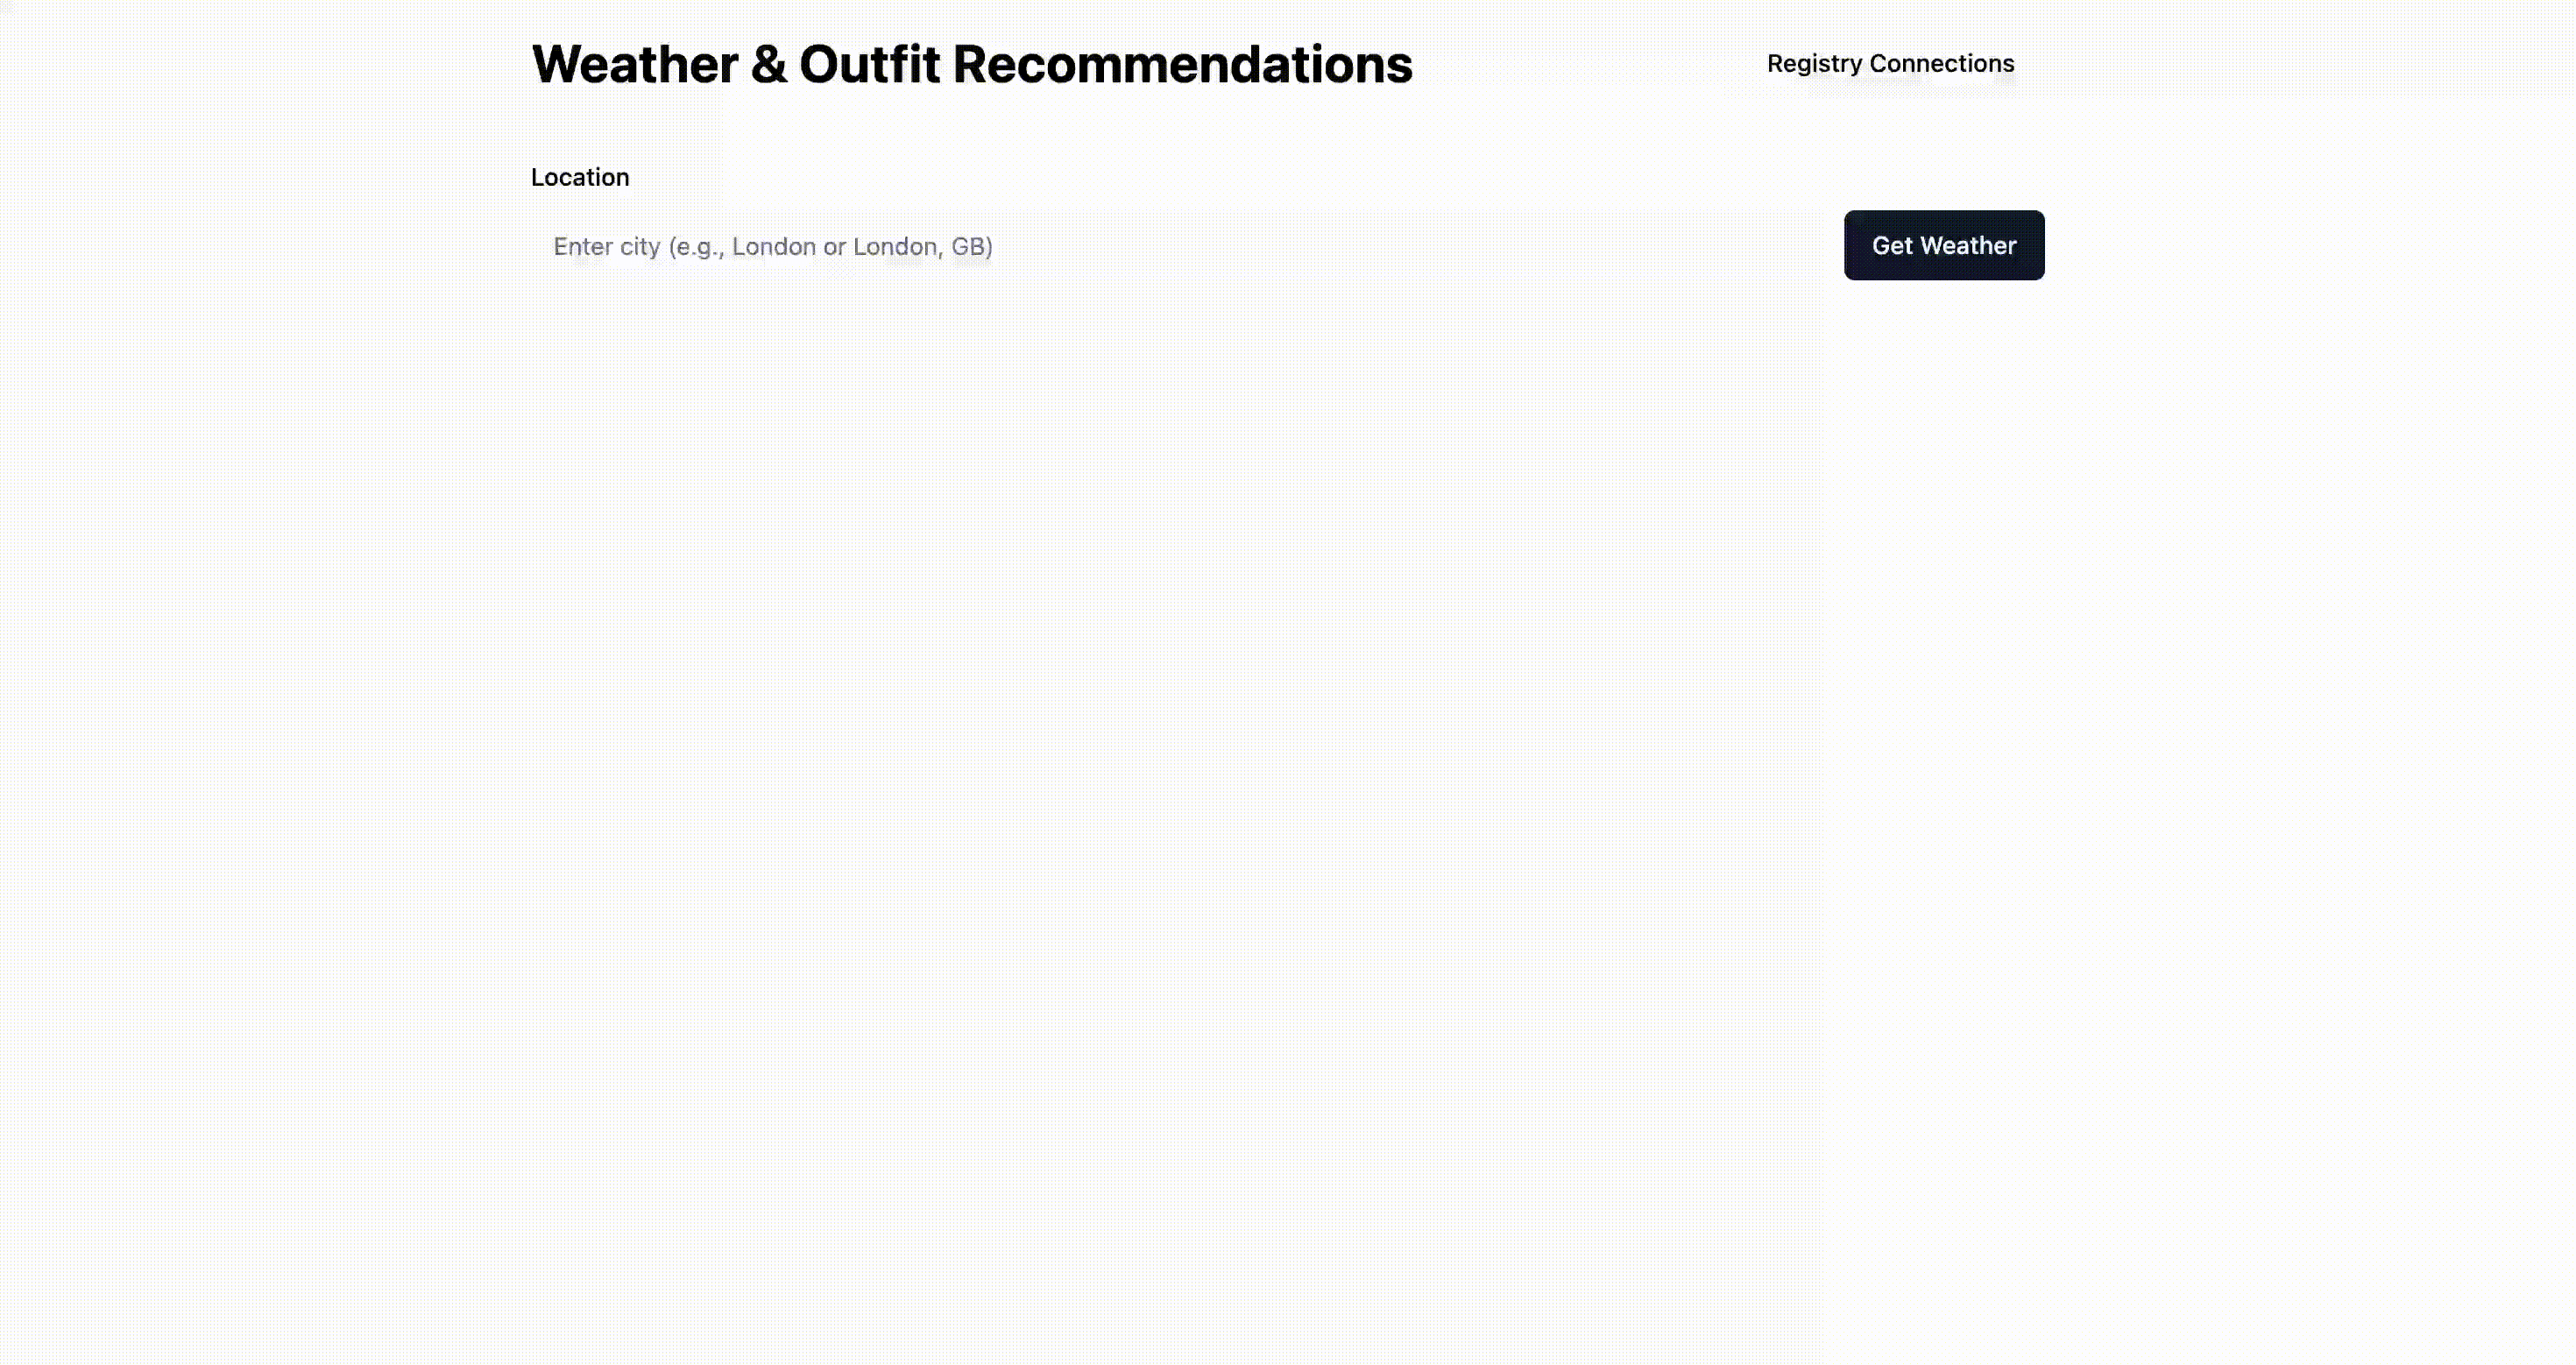 Weather & Outfit Recommendations
Registry Connections
Location
Enter city (e.g., London or London, GB)
Get Weather